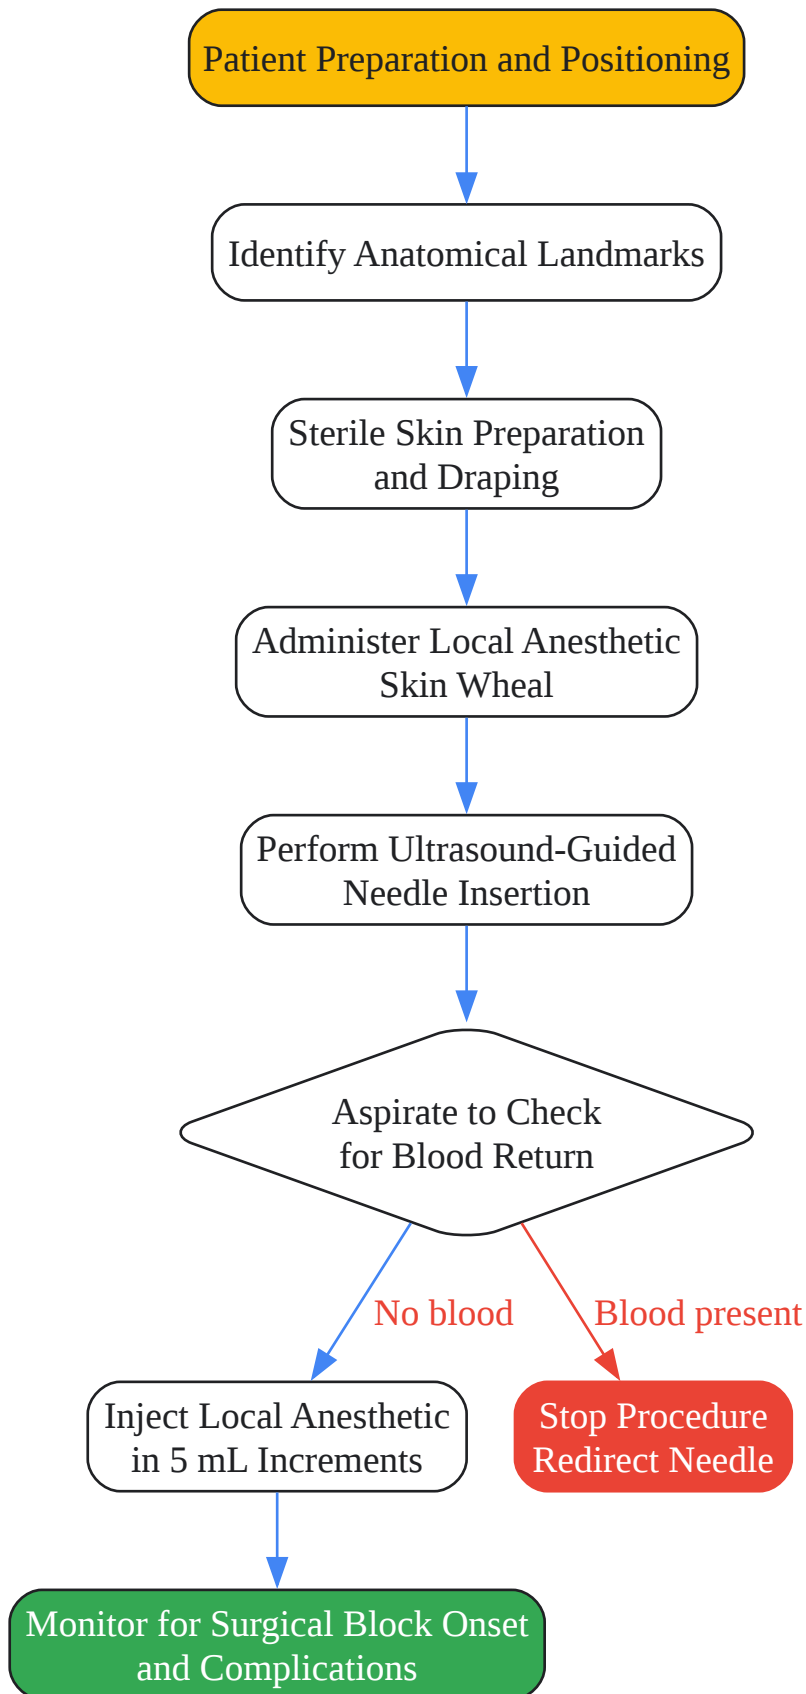 Patient Preparation and Positioning
Identify Anatomical Landmarks
Sterile Skin Preparation
and Draping
Administer Local Anesthetic
Skin Wheal
Perform Ultrasound-Guided
Needle Insertion
Aspirate to Check
for Blood Return
No blood
Blood present
Inject Local Anesthetic
in 5 mL Increments
Stop Procedure
Redirect Needle
Monitor for Surgical Block Onset
and Complications